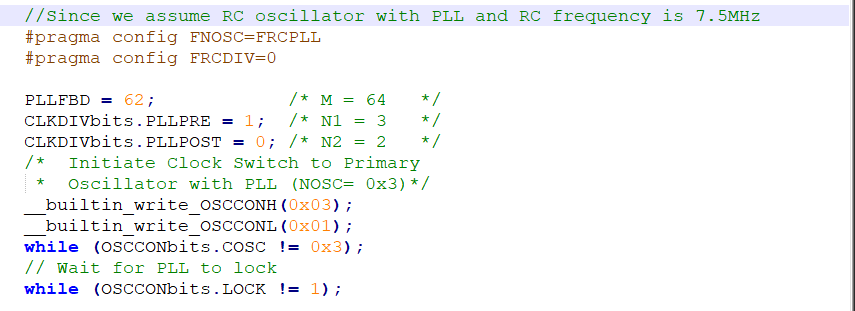 //Since we assume RC oscillator with PLL and RC frequency is 7.5MHz
#pragma config FNOSC=FRCPLL
#pragma config FRCDIV=0

PLLFBD = 62;             /* M = 64   */
CLKDIVbits.PLLPRE = 1;  /* N1 = 3   */
CLKDIVbits.PLLPOST = 0; /* N2 = 2   */
/*  Initiate Clock Switch to Primary
 *  Oscillator with PLL (NOSC= 0x3)*/
__builtin_write_OSCCONH(0x03);
__builtin_write_OSCCONL(0x01);
while (OSCCONbits.COSC != 0x3);
// Wait for PLL to lock
while (OSCCONbits.LOCK != 1);